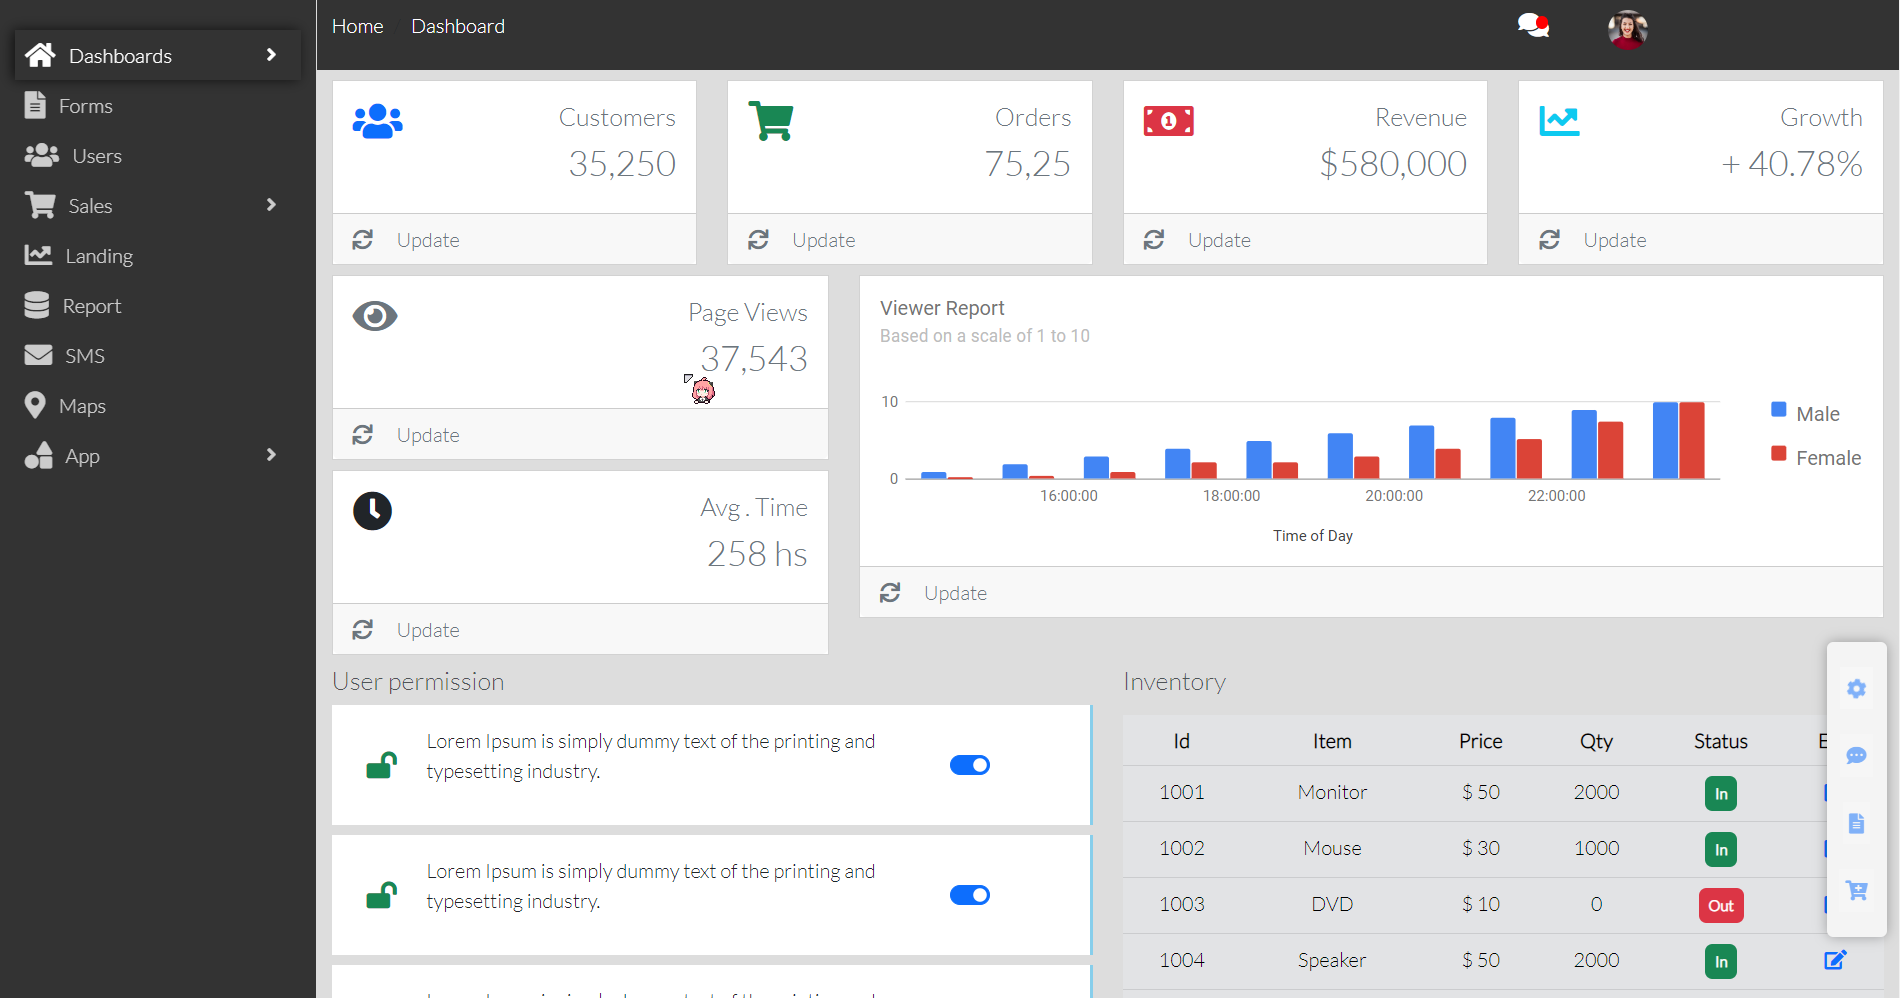 Home / Dashboard
Dashboards
Forms
Users
Sales
Landing
Report
SMS
Maps
App
Customers
35,250
Update
Orders
75,25
Update
Revenue
$580,000
Update
Growth
+ 40.78%
Update
Page Views
37,543
Update
Avg . Time
258 hs
Update
Viewer Report
Based on a scale of 1 to 10
10
0
16:00:00 18:00:00 20:00:00 22:00:00
Time of Day
Male
Female
Update
User permission
Lorem Ipsum is simply dummy text of the printing and
typesetting industry.
Lorem Ipsum is simply dummy text of the printing and
typesetting industry.
Inventory
Id Item Price Qty Status
1001 Monitor $ 50 2000 In
1002 Mouse $ 30 1000 In
1003 DVD $ 10 0 Out
1004 Speaker $ 50 2000 In